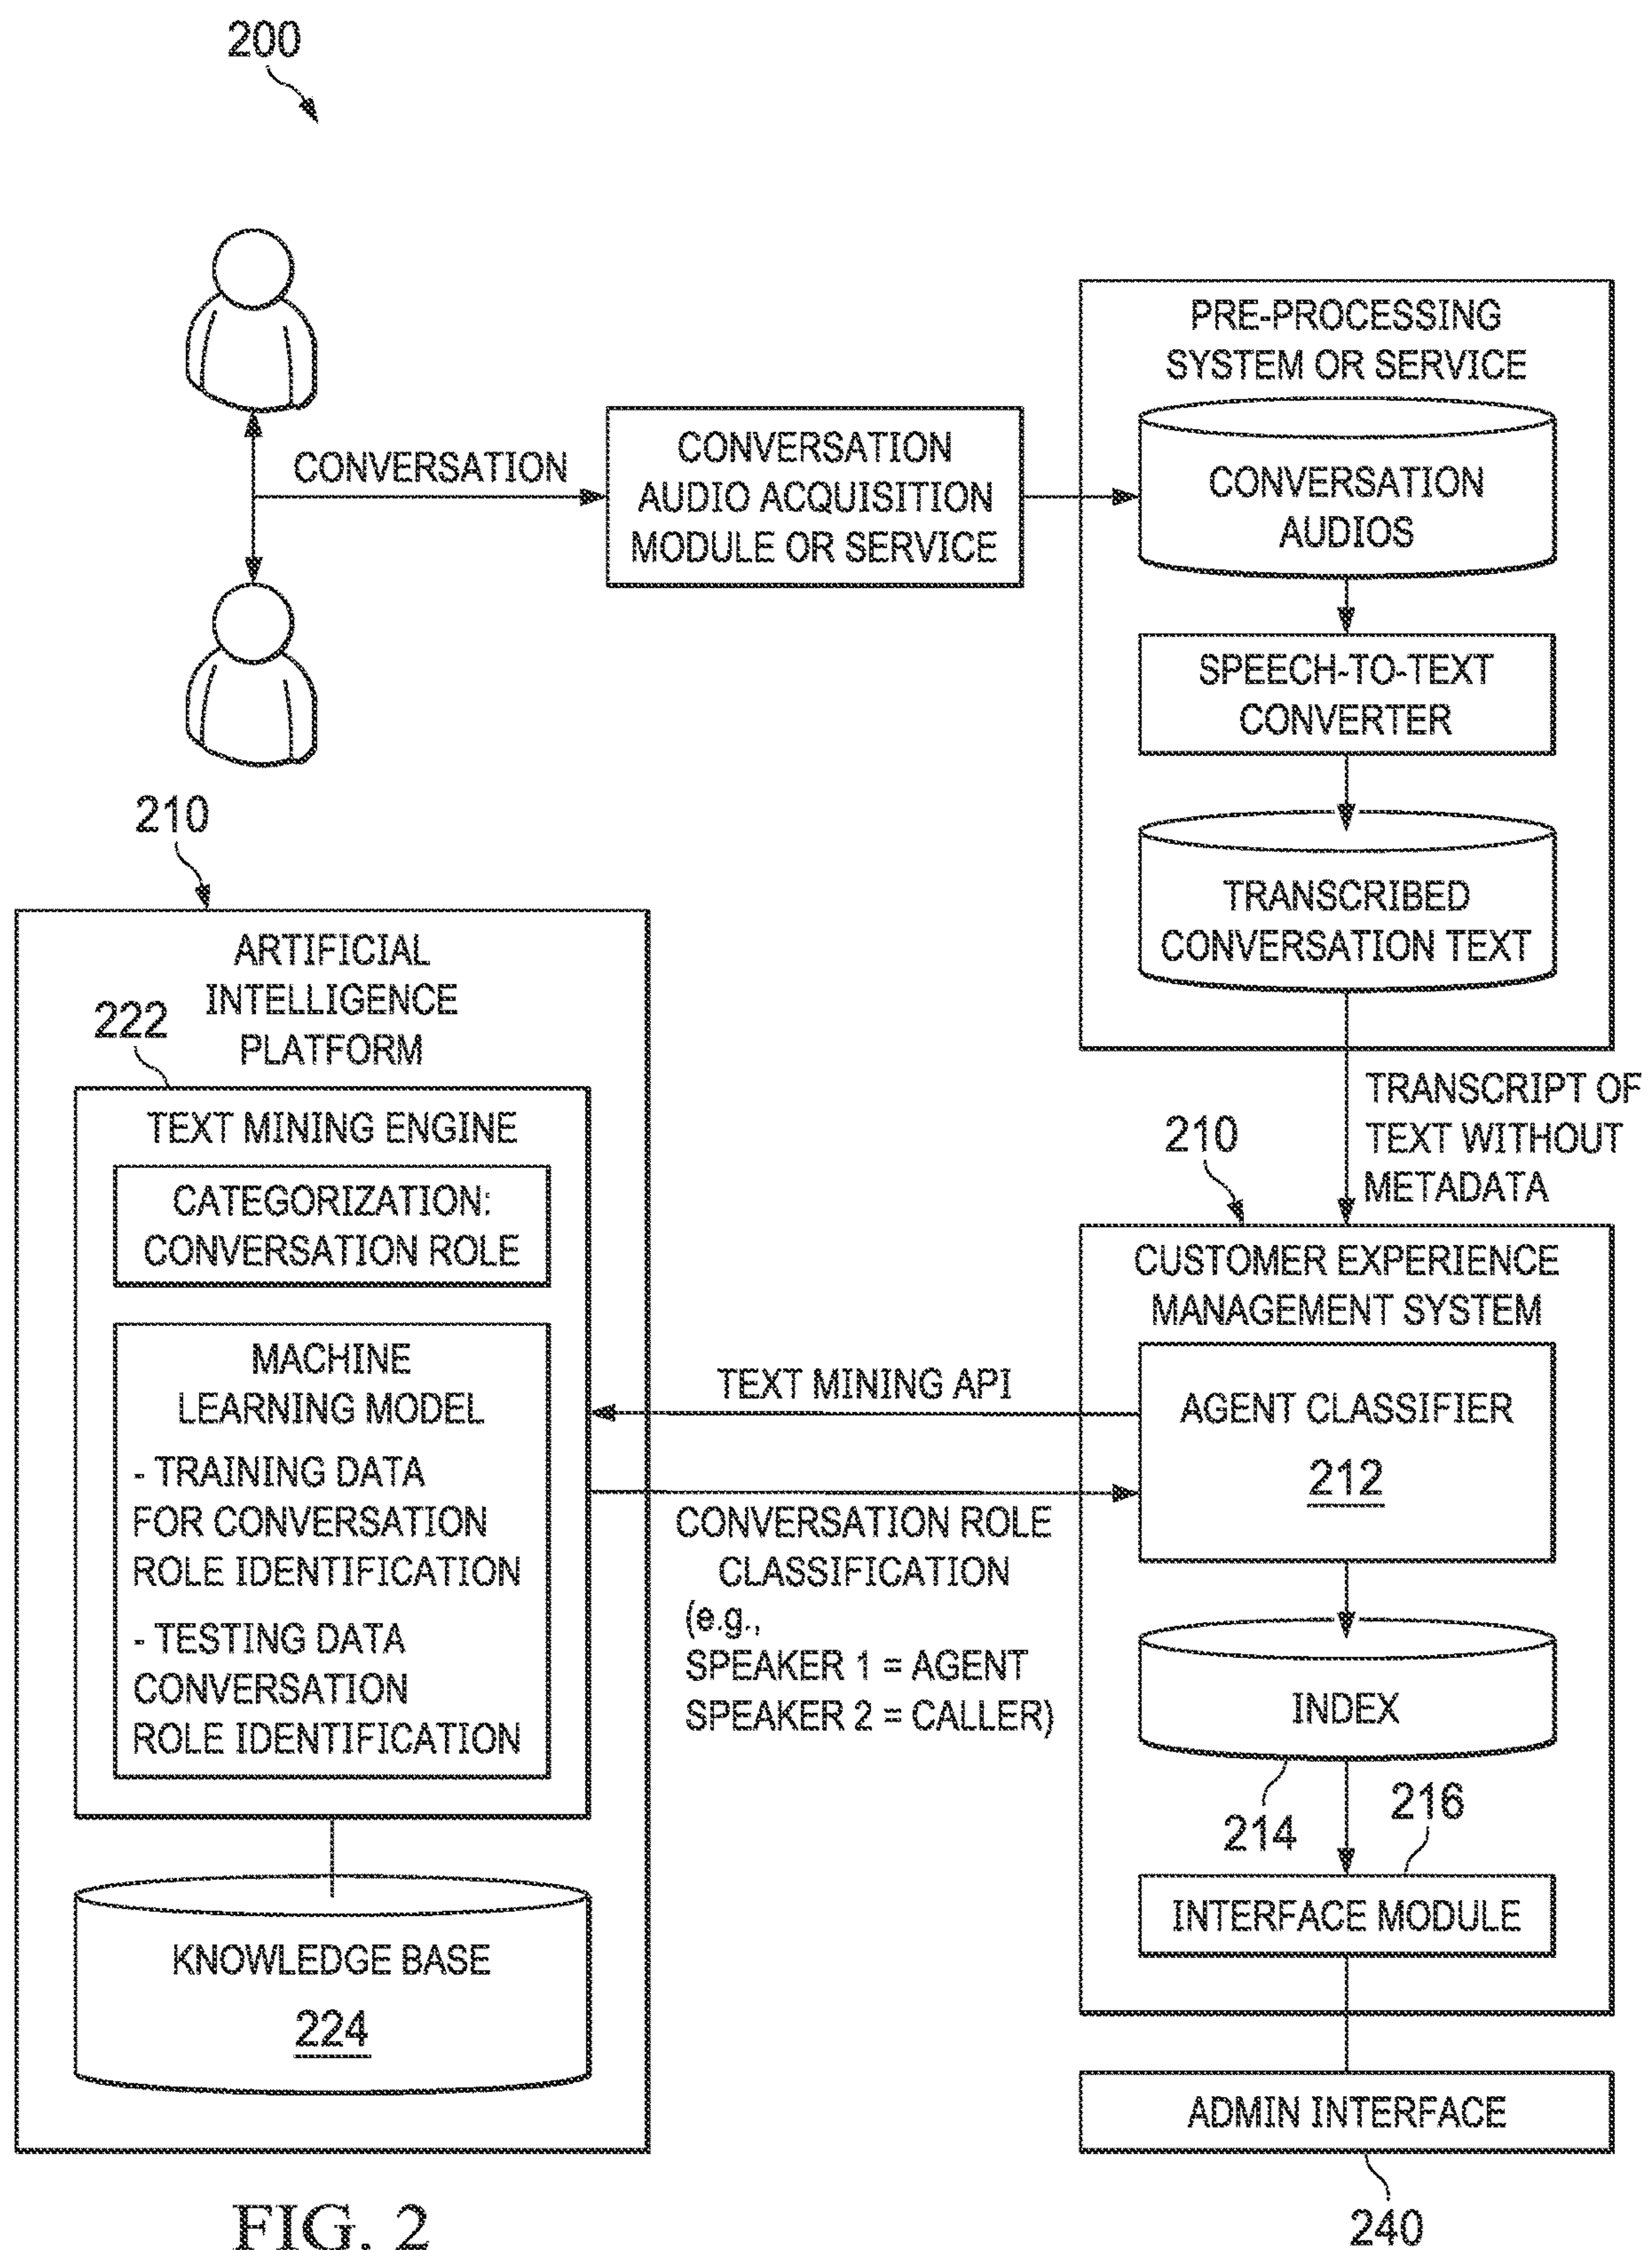 200
CONVERSATION
CONVERSATION
AUDIO ACQUISITION
MODULE OR SERVICE
PRE-PROCESSING
SYSTEM OR SERVICE
CONVERSATION
AUDIOS
SPEECH-TO-TEXT
CONVERTER
TRANSCRIBED
CONVERSATION TEXT
TRANSCRIPT OF
TEXT WITHOUT
METADATA
210
ARTIFICIAL
INTELLIGENCE
PLATFORM
222
TEXT MINING ENGINE
CATEGORIZATION:
CONVERSATION ROLE
MACHINE
LEARNING MODEL
- TRAINING DATA
FOR CONVERSATION
ROLE IDENTIFICATION
- TESTING DATA
CONVERSATION
ROLE IDENTIFICATION
KNOWLEDGE BASE
224
TEXT MINING API
CONVERSATION ROLE
CLASSIFICATION
(e.g.,
SPEAKER 1 = AGENT
SPEAKER 2 = CALLER)
210
CUSTOMER EXPERIENCE
MANAGEMENT SYSTEM
AGENT CLASSIFIER
212
INDEX
214
216
INTERFACE MODULE
ADMIN INTERFACE
240
FIG. 2